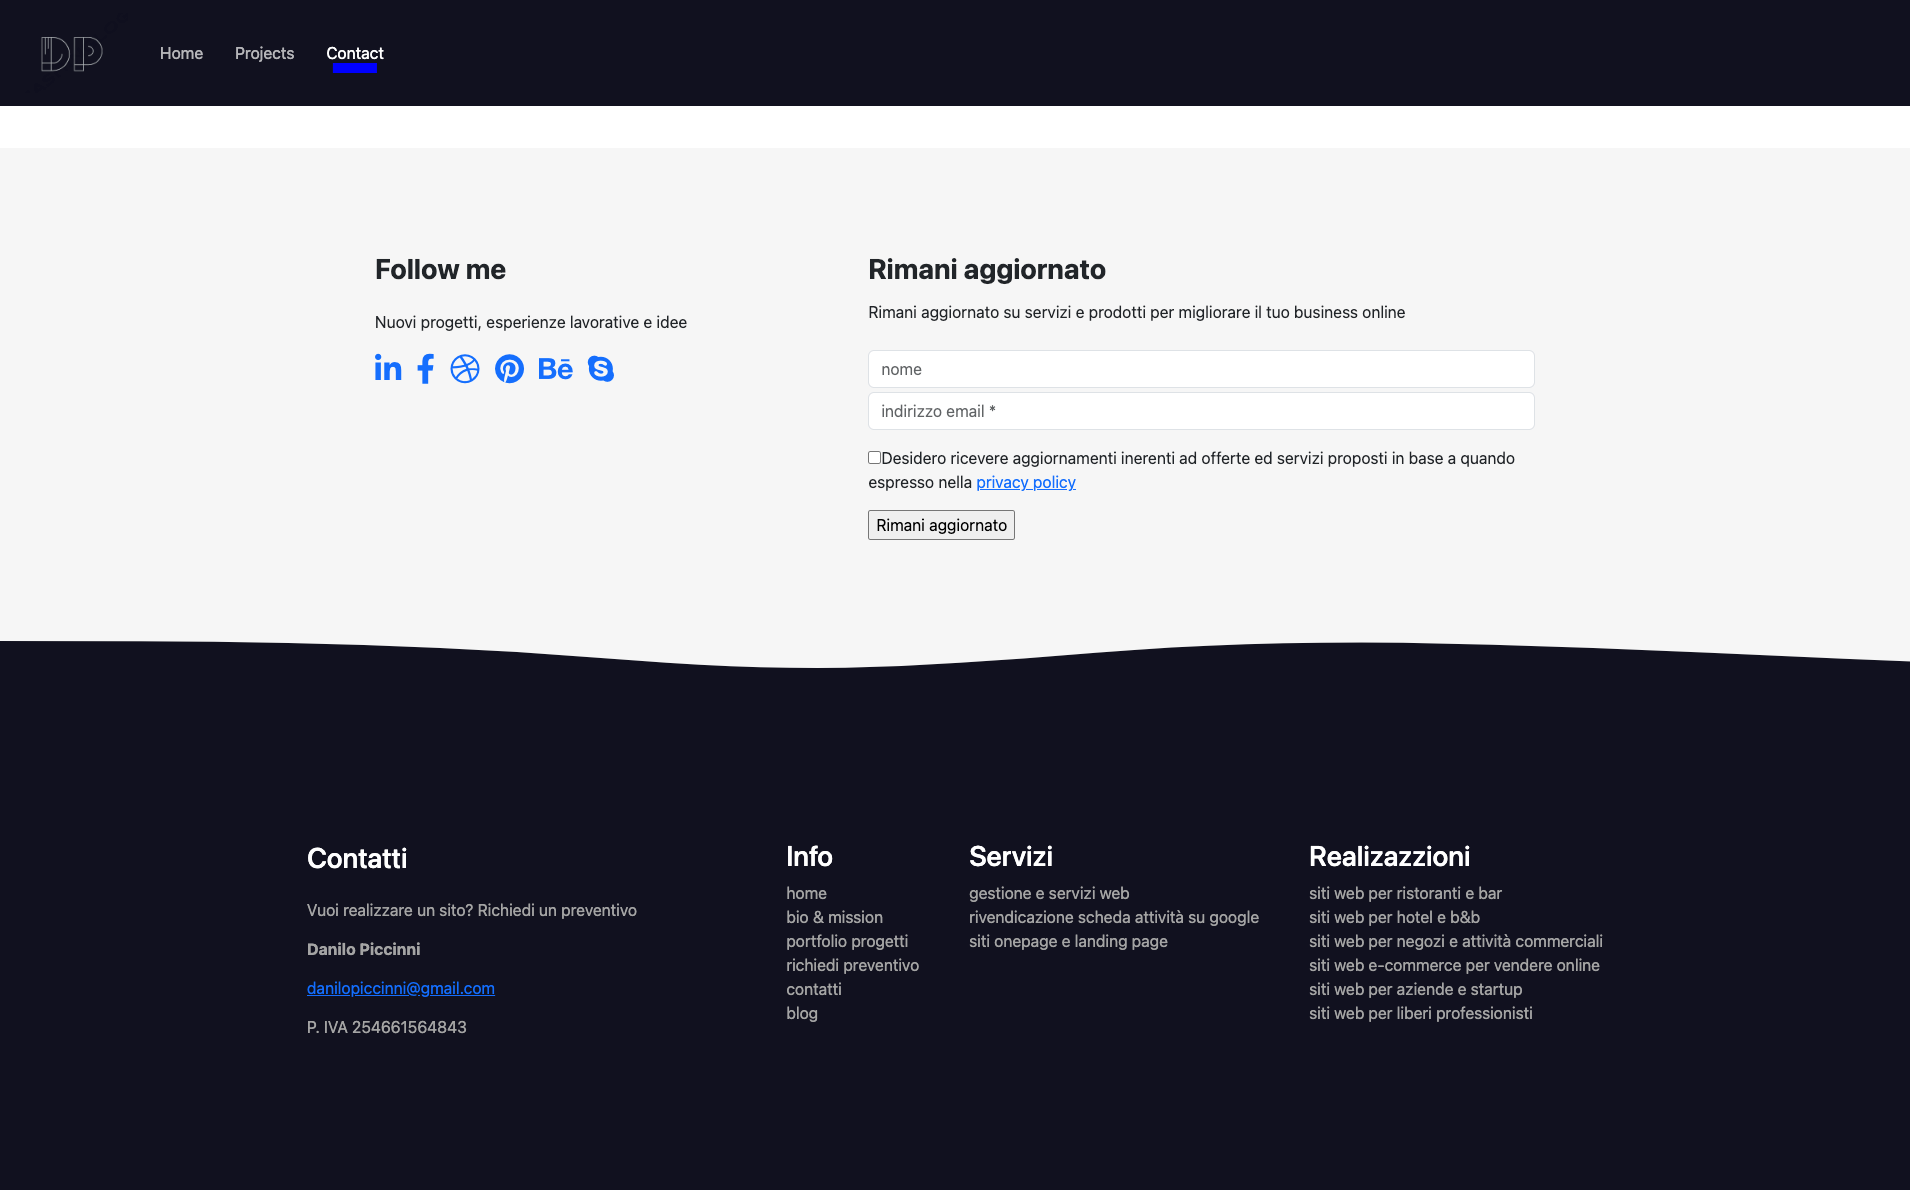 DP
Home
Projects
Contact
Follow me
Nuovi progetti, esperienze lavorative e idee
Rimani aggiornato
Rimani aggiornato su servizi e prodotti per migliorare il tuo business online
nome
indirizzo email *
Desidero ricevere aggiornamenti inerenti ad offerte ed servizi proposti in base a quando
espresso nella privacy policy
Rimani aggiornato
Contatti
Vuoi realizzare un sito? Richiedi un preventivo
Danilo Piccinni
danilopiccinni@gmail.com
P. IVA 254661564843
Info
home
bio & mission
portfolio progetti
richiedi preventivo
contatti
blog
Servizi
gestione e servizi web
rivendicazione scheda attività su google
siti onepage e landing page
Realizazzioni
siti web per ristoranti e bar
siti web per hotel e b&b
siti web per negozi e attività commerciali
siti web e-commerce per vendere online
siti web per aziende e startup
siti web per liberi professionisti